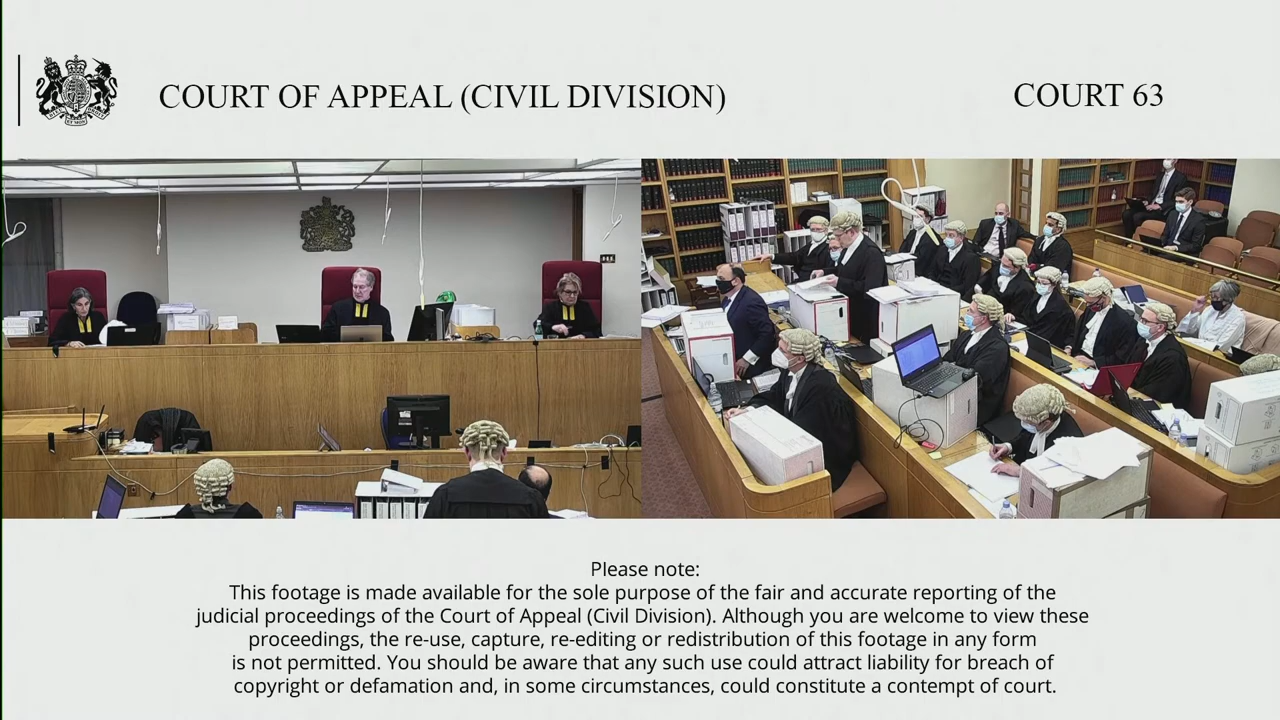 COURT OF APPEAL (CIVIL DIVISION)
COURT 63
Please note:
This footage is made available for the sole purpose of the fair and accurate reporting of the
judicial proceedings of the Court of Appeal (Civil Division). Although you are welcome to view these
proceedings, the re-use, capture, re-editing or redistribution of this footage in any form
is not permitted. You should be aware that any such use could attract liability for breach of
copyright or defamation and, in some circumstances, could constitute a contempt of court.